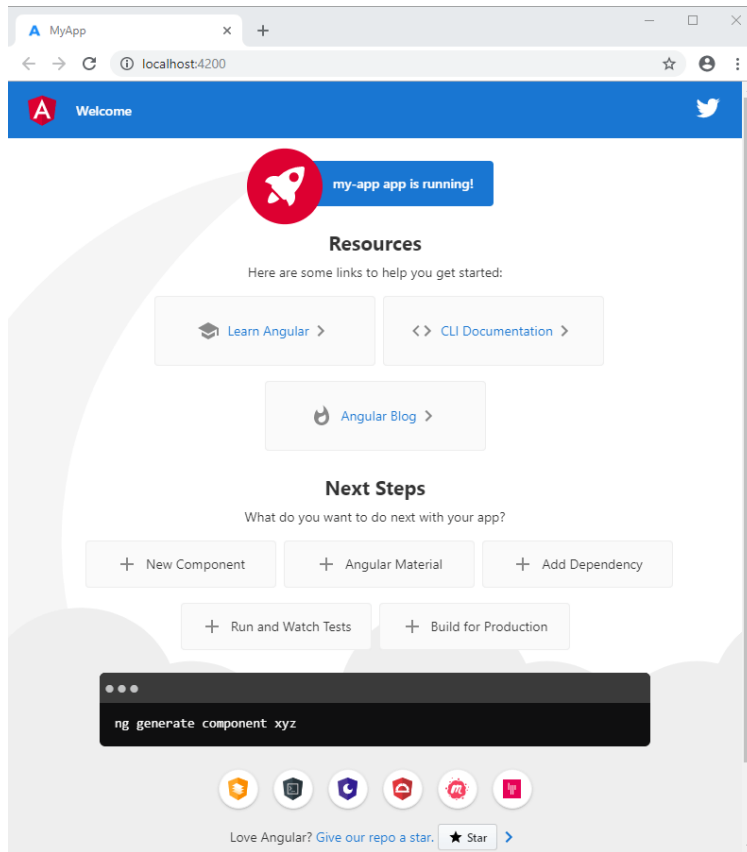 MyApp
localhost:4200
Welcome
my-app app is running!
Resources
Here are some links to help you get started:
Learn Angular
CLI Documentation
Angular Blog
Next Steps
What do you want to do next with your app?
New Component
Angular Material
Add Dependency
Run and Watch Tests
Build for Production
ng generate component xyz
Love Angular? Give our repo a star. Star